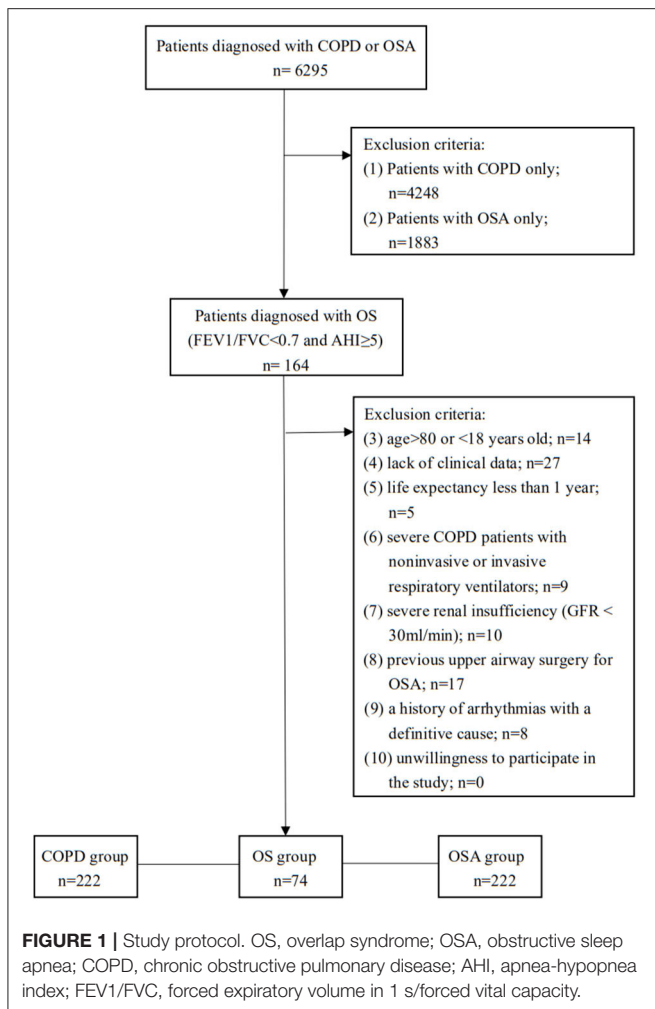 Patients diagnosed with COPD or OSA
n= 6295
Exclusion criteria:
(1) Patients with COPD only;
n=4248
(2) Patients with OSA only;
n=1883
Patients diagnosed with OS
(FEV1/FVC<0.7 and AHI≥5)
n= 164
Exclusion criteria:
(3) age>80 or <18 years old; n=14
(4) lack of clinical data; n=27
(5) life expectancy less than 1 year;
n=5
(6) severe COPD patients with
noninvasive or invasive
respiratory ventilators; n=9
(7) severe renal insufficiency (GFR <
30ml/min); n=10
(8) previous upper airway surgery for
OSA; n=17
(9) a history of arrhythmias with a
definitive cause; n=8
(10) unwillingness to participate in
the study; n=0
COPD group
n=222
OS group
n=74
OSA group
n=222
FIGURE 1 | Study protocol. OS, overlap syndrome; OSA, obstructive sleep
apnea; COPD, chronic obstructive pulmonary disease; AHI, apnea-hypopnea
index; FEV1/FVC, forced expiratory volume in 1 s/forced vital capacity.